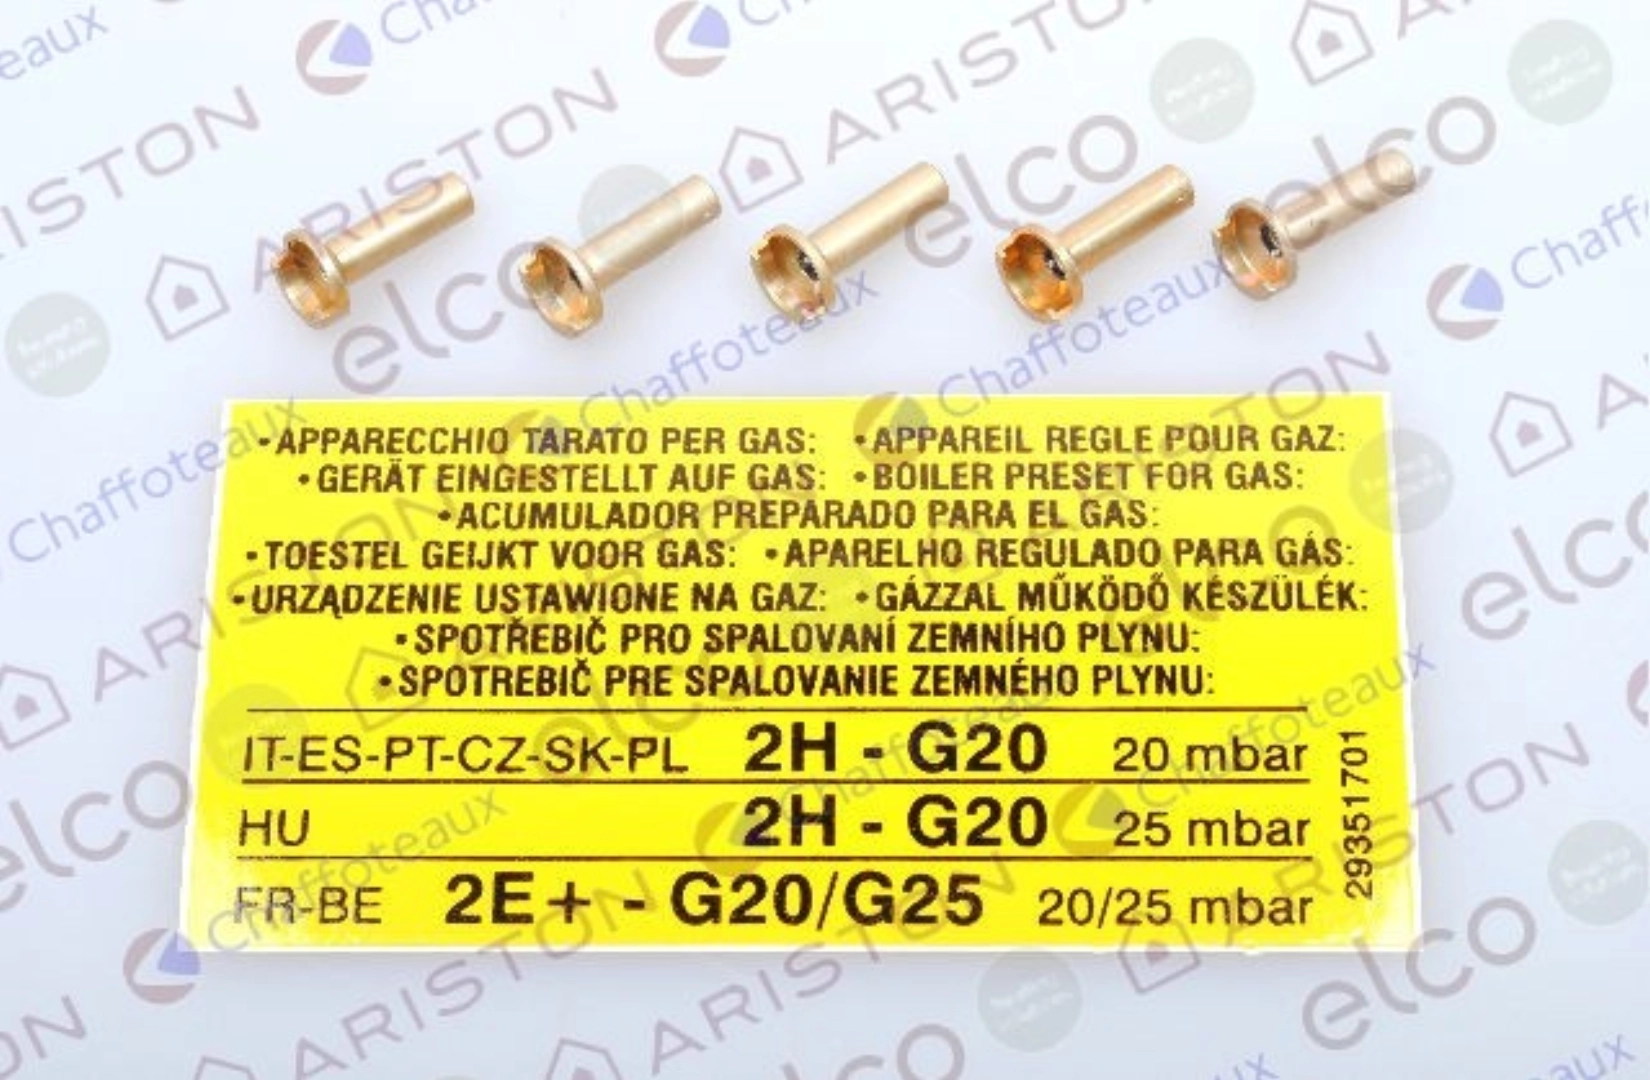 •APPARECCHIO TARATO PER GAS: •APPAREIL REGLE POUR GAZ:
•GERÄT EINGESTELLT AUF GAS: •BOILER PRESET FOR GAS:
•ACUMULADOR PREPARADO PARA EL GAS:
•TOESTEL GEIJKT VOOR GAS: •APARELHO REGULADO PARA GÁS:
•URZĄDZENIE USTAWIONE NA GAZ: •GÁZZAL MŰKÖDŐ KÉSZÜLÉK:
•SPOTŘEBIČ PRO SPALOVANÍ ZEMNÍHO PLYNU:
•SPOTREBIČ PRE SPALOVANIE ZEMNÉHO PLYNU:
IT-ES-PT-CZ-SK-PL 2H - G20 20 mbar
HU 2H - G20 25 mbar
FR-BE 2E+ - G20/G25 20/25 mbar
29351701
ARISTON
elco
Chaffoteaux